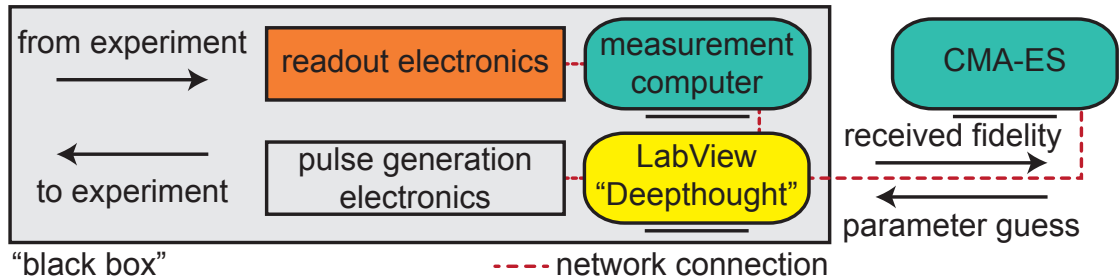 from experiment
readout electronics
measurement
computer
CMA-ES
received fidelity
to experiment
pulse generation
electronics
LabView
“Deepthought”
parameter guess
“black box”
network connection